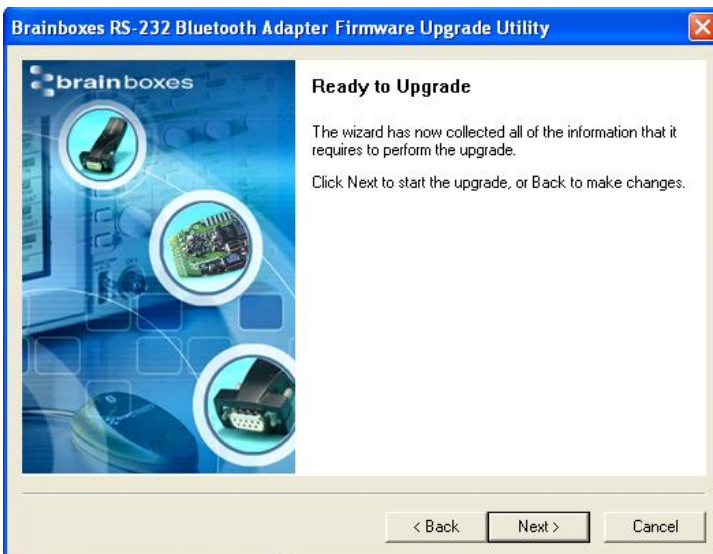 Brainboxes RS-232 Bluetooth Adapter Firmware Upgrade Utility
brainboxes
Ready to Upgrade
The wizard has now collected all of the information that it
requires to perform the upgrade.
Click Next to start the upgrade, or Back to make changes.
< Back Next > Cancel